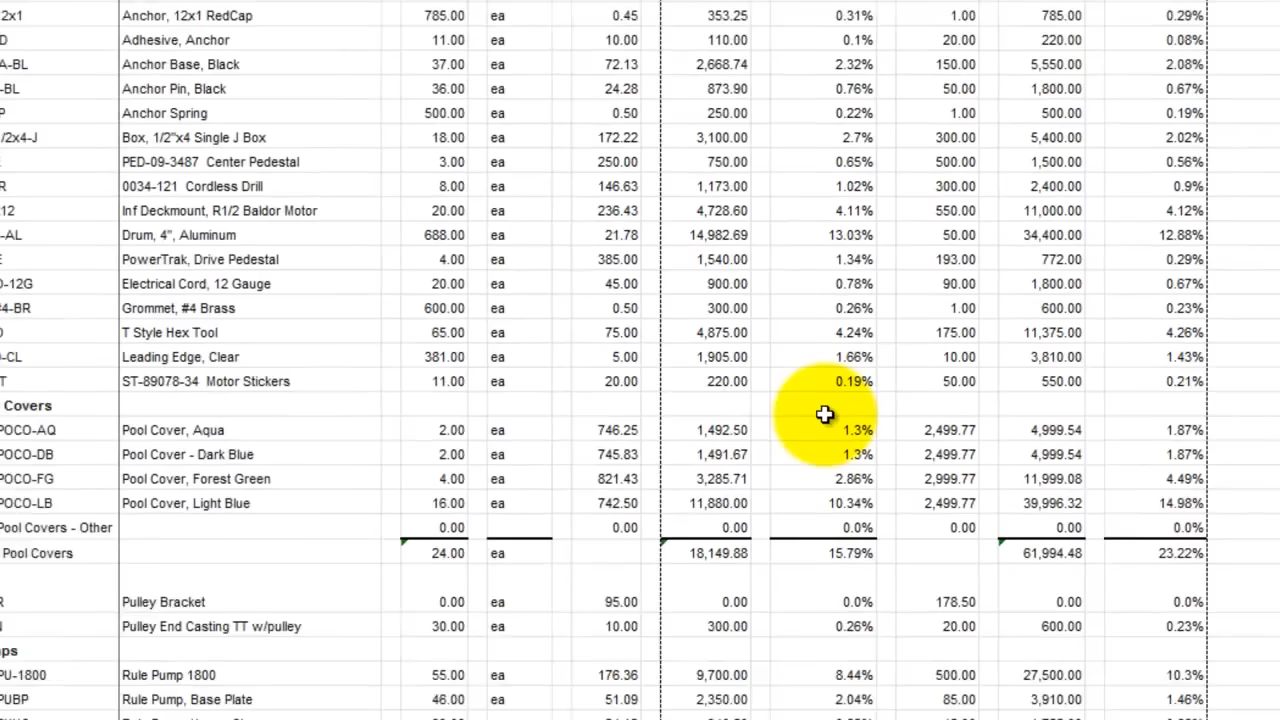 2x1 Anchor, 12x1 RedCap 785.00 ea 0.45 353.25 0.31% 1.00 785.00 0.29%
D Adhesive, Anchor 11.00 ea 10.00 110.00 0.1% 20.00 220.00 0.08%
A-BL Anchor Base, Black 37.00 ea 72.13 2,668.74 2.32% 150.00 5,550.00 2.08%
-BL Anchor Pin, Black 36.00 ea 24.28 873.90 0.76% 50.00 1,800.00 0.67%
P Anchor Spring 500.00 ea 0.50 250.00 0.22% 1.00 500.00 0.19%
/2x4-J Box, 1/2"x4 Single J Box 18.00 ea 172.22 3,100.00 2.7% 300.00 5,400.00 2.02%
PED-09-3487 Center Pedestal 3.00 ea 250.00 750.00 0.65% 500.00 1,500.00 0.56%
R 0034-121 Cordless Drill 8.00 ea 146.63 1,173.00 1.02% 300.00 2,400.00 0.9%
12 Inf Deckmount, R1/2 Baldor Motor 20.00 ea 236.43 4,728.60 4.11% 550.00 11,000.00 4.12%
-AL Drum, 4", Aluminum 688.00 ea 21.78 14,982.69 13.03% 50.00 34,400.00 12.88%
E PowerTrak, Drive Pedestal 4.00 ea 385.00 1,540.00 1.34% 193.00 772.00 0.29%
-12G Electrical Cord, 12 Gauge 20.00 ea 45.00 900.00 0.78% 90.00 1,800.00 0.67%
#4-BR Grommet, #4 Brass 600.00 ea 0.50 300.00 0.26% 1.00 600.00 0.23%
T Style Hex Tool 65.00 ea 75.00 4,875.00 4.24% 175.00 11,375.00 4.26%
-CL Leading Edge, Clear 381.00 ea 5.00 1,905.00 1.66% 10.00 3,810.00 1.43%
T ST-89078-34 Motor Stickers 11.00 ea 20.00 220.00 0.19% 50.00 550.00 0.21%
Covers
POCO-AQ Pool Cover, Aqua 2.00 ea 746.25 1,492.50 1.3% 2,499.77 4,999.54 1.87%
POCO-DB Pool Cover - Dark Blue 2.00 ea 745.83 1,491.67 1.3% 2,499.77 4,999.54 1.87%
POCO-FG Pool Cover, Forest Green 4.00 ea 821.43 3,285.71 2.86% 2,999.77 11,999.08 4.49%
POCO-LB Pool Cover, Light Blue 16.00 ea 742.50 11,880.00 10.34% 2,499.77 39,996.32 14.98%
Pool Covers - Other 0.00 0.00 0.00 0.0% 0.00 0.00 0.0%
Pool Covers 24.00 ea 18,149.88 15.79% 61,994.48 23.22%
R Pulley Bracket 0.00 ea 95.00 0.00 0.0% 178.50 0.00 0.0%
N Pulley End Casting TT w/pulley 30.00 ea 10.00 300.00 0.26% 20.00 600.00 0.23%
ps
PU-1800 Rule Pump 1800 55.00 ea 176.36 9,700.00 8.44% 500.00 27,500.00 10.3%
PUBP Rule Pump, Base Plate 46.00 ea 51.09 2,350.00 2.04% 85.00 3,910.00 1.46%